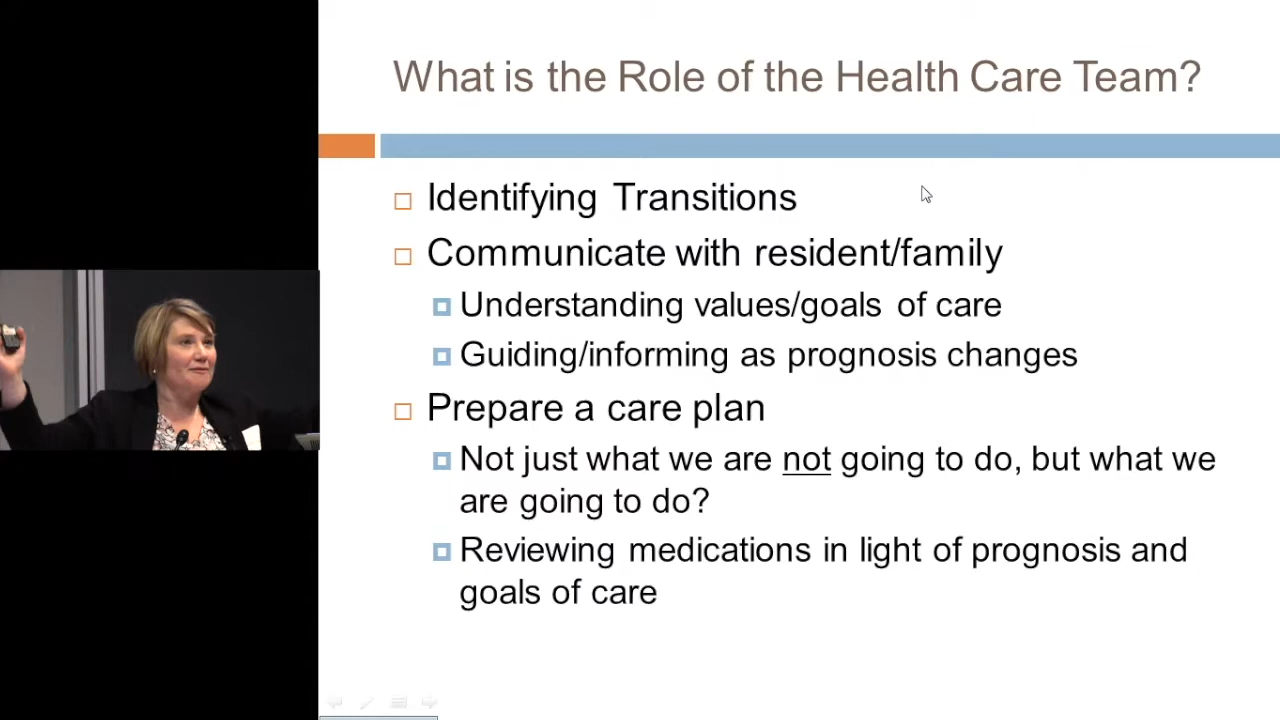 What is the Role of the Health Care Team?
Identifying Transitions
Communicate with resident/family
Understanding values/goals of care
Guiding/informing as prognosis changes
Prepare a care plan
Not just what we are not going to do, but what we
are going to do?
Reviewing medications in light of prognosis and
goals of care